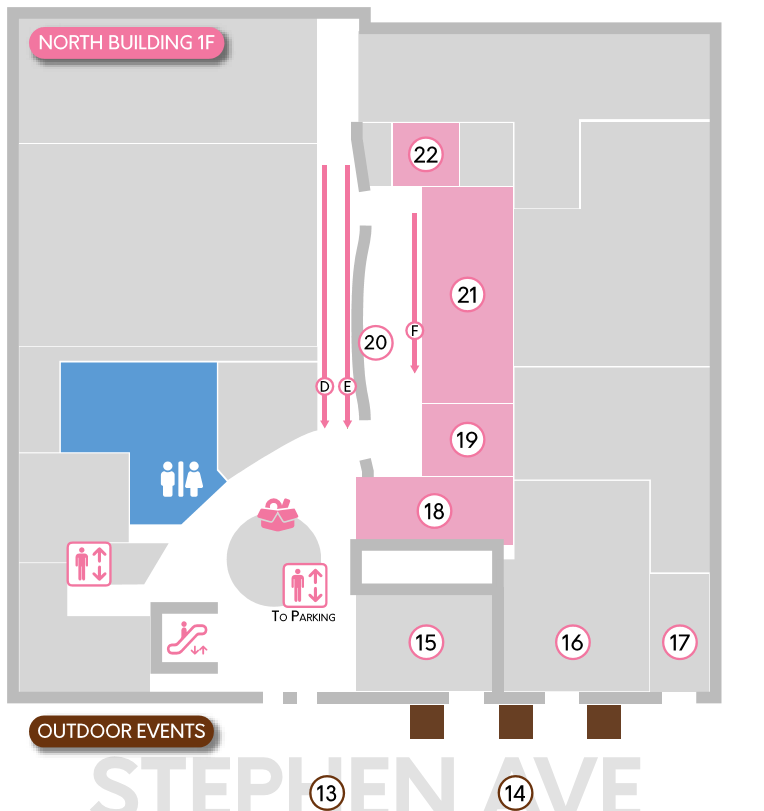 NORTH BUILDING 1F
22
21
F
20
D E
19
18
To Parking
15 16 17
OUTDOOR EVENTS
STEPHEN AVE
13 14